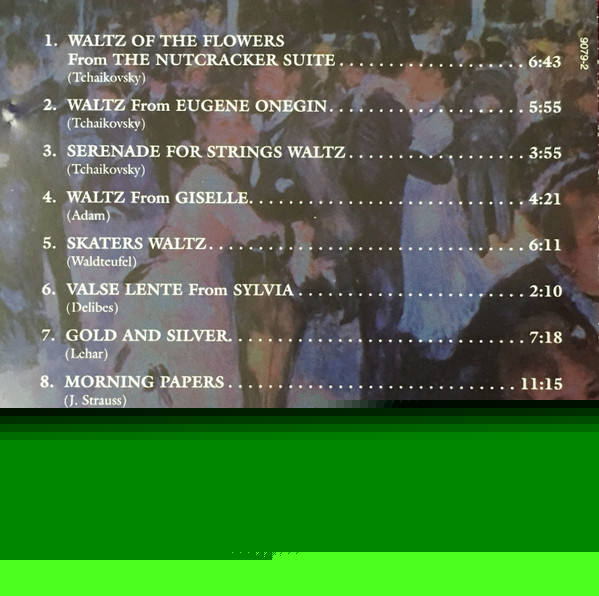 1. WALTZ OF THE FLOWERS
From THE NUTCRACKER SUITE........................ 6:43
(Tchaikovsky)
2. WALTZ From EUGENE ONEGIN......................... 5:55
(Tchaikovsky)
3. SERENADE FOR STRINGS WALTZ....................... 3:55
(Tchaikovsky)
4. WALTZ From GISELLE................................... 4:21
(Adam)
5. SKATERS WALTZ........................................ 6:11
(Waldteufel)
6. VALSE LENTE From SYLVIA............................. 2:10
(Delibes)
7. GOLD AND SILVER..................................... 7:18
(Lehar)
8. MORNING PAPERS..................................... 11:15
(J. Strauss)
9079-2